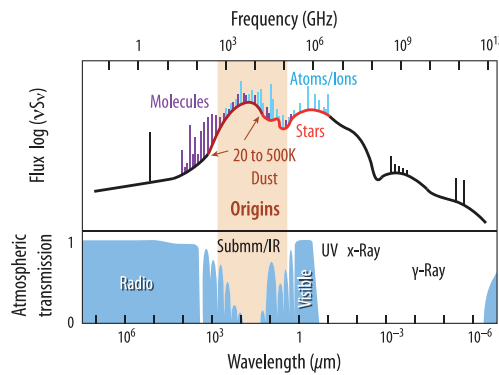 Frequency (GHz)
1 10³ 10⁶ 10⁹ 10¹²
Flux log (νSν)
Molecules
Atoms/Ions
Stars
20 to 500K
Dust
Origins
Atmospheric
transmission
1
0
Radio
Submm/IR
Visible
UV x-Ray
γ-Ray
10⁶ 10³ 1 10⁻³ 10⁻⁶
Wavelength (μm)